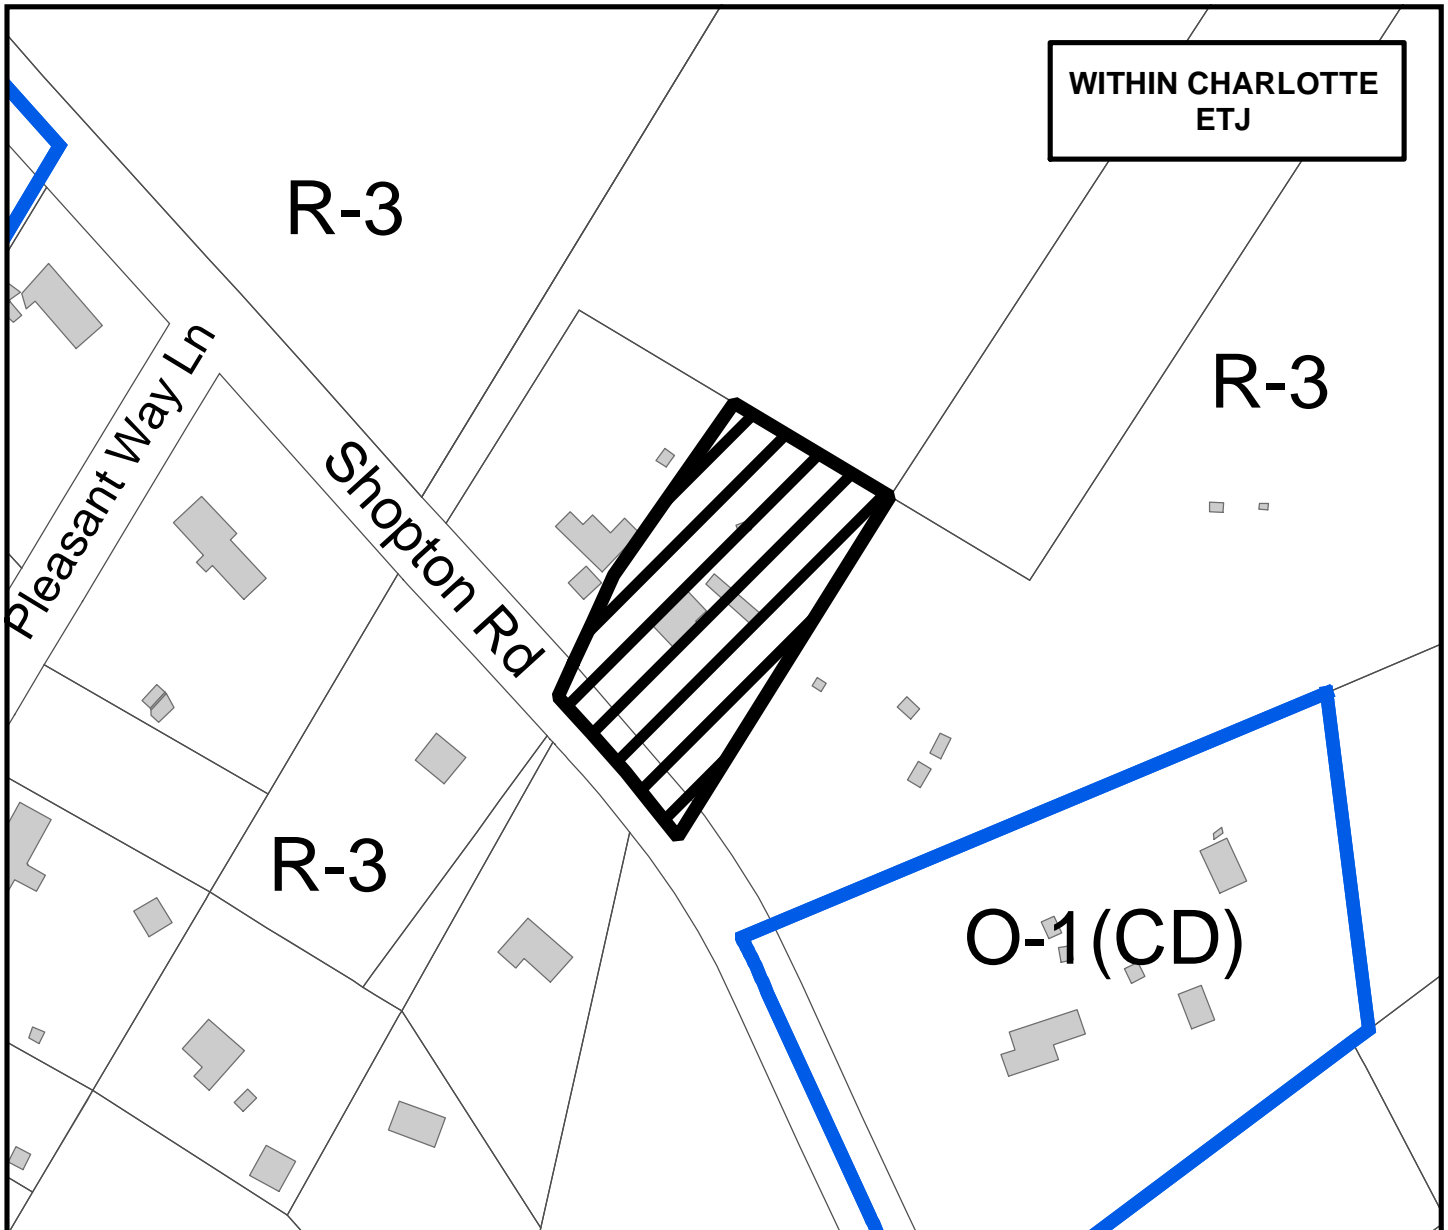 WITHIN CHARLOTTE
ETJ
R-3
Pleasant Way Ln
Shopton Rd
R-3
R-3
O-1(CD)